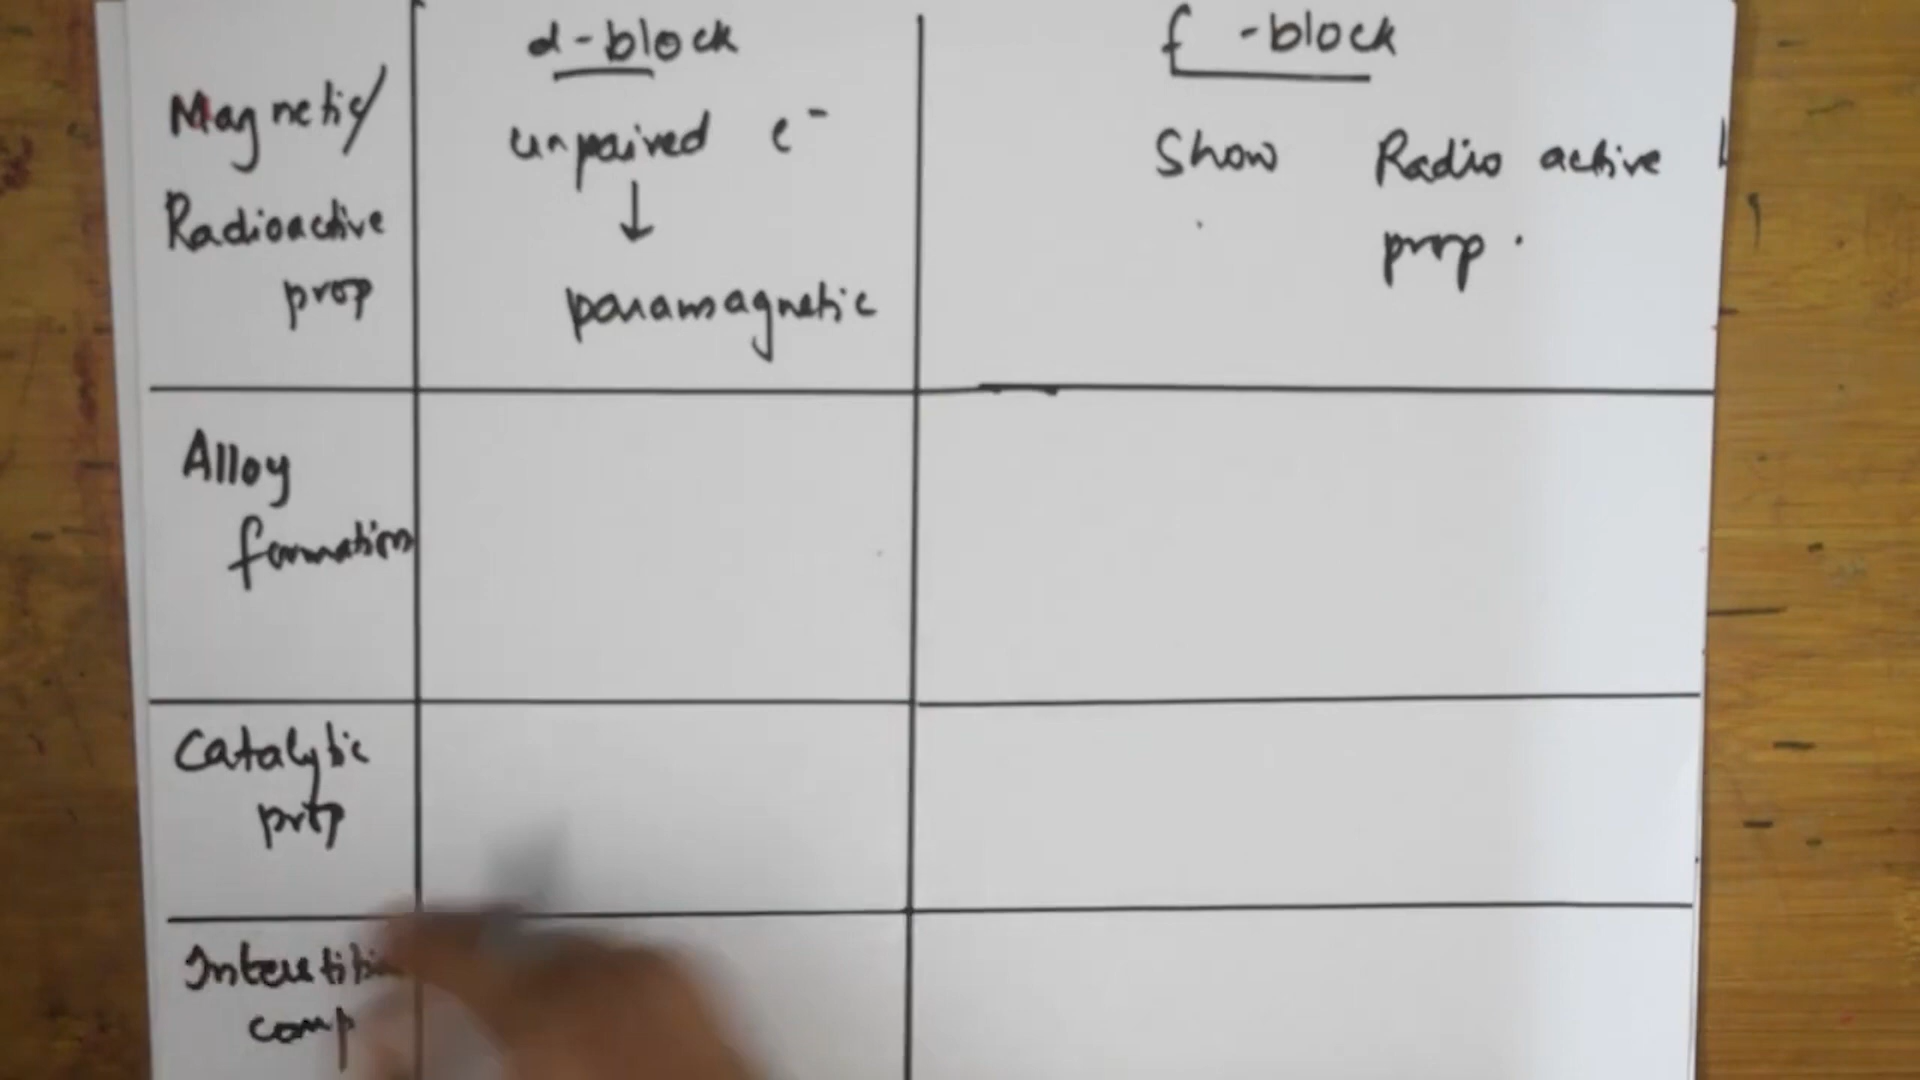 d-block
f -block
Magnetic/
Radioactive
prop
unpaired e⁻
↓
paramagnetic
Show Radio active
prop.
Alloy
formation
Catalytic
prop
comp